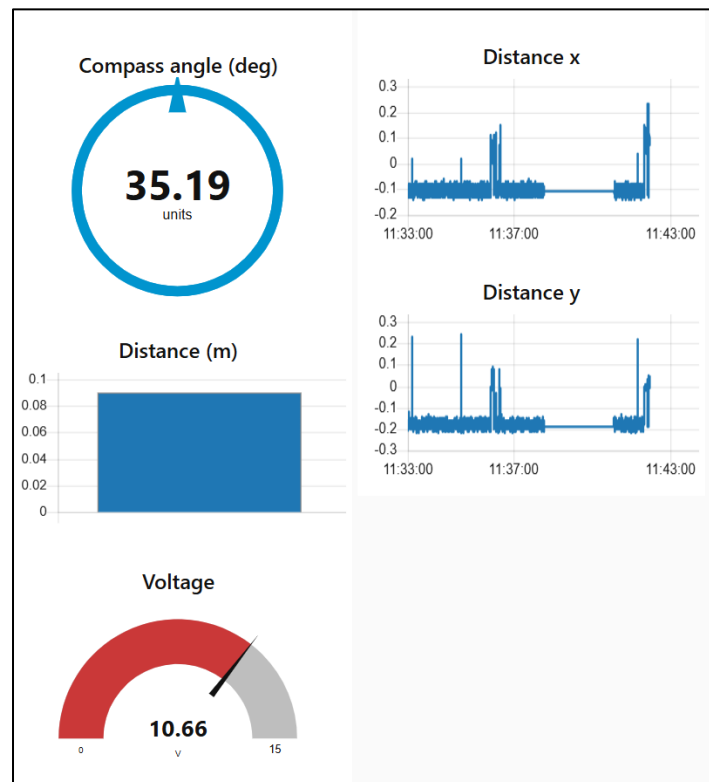 Compass angle (deg)
35.19
units
Distance (m)
0.1
0.08
0.06
0.04
0.02
0
Voltage
10.66
V
0
15
Distance x
0.3
0.2
0.1
0
-0.1
-0.2
11:33:00 11:37:00 11:43:00
Distance y
0.3
0.2
0.1
0
-0.1
-0.2
-0.3
11:33:00 11:37:00 11:43:00